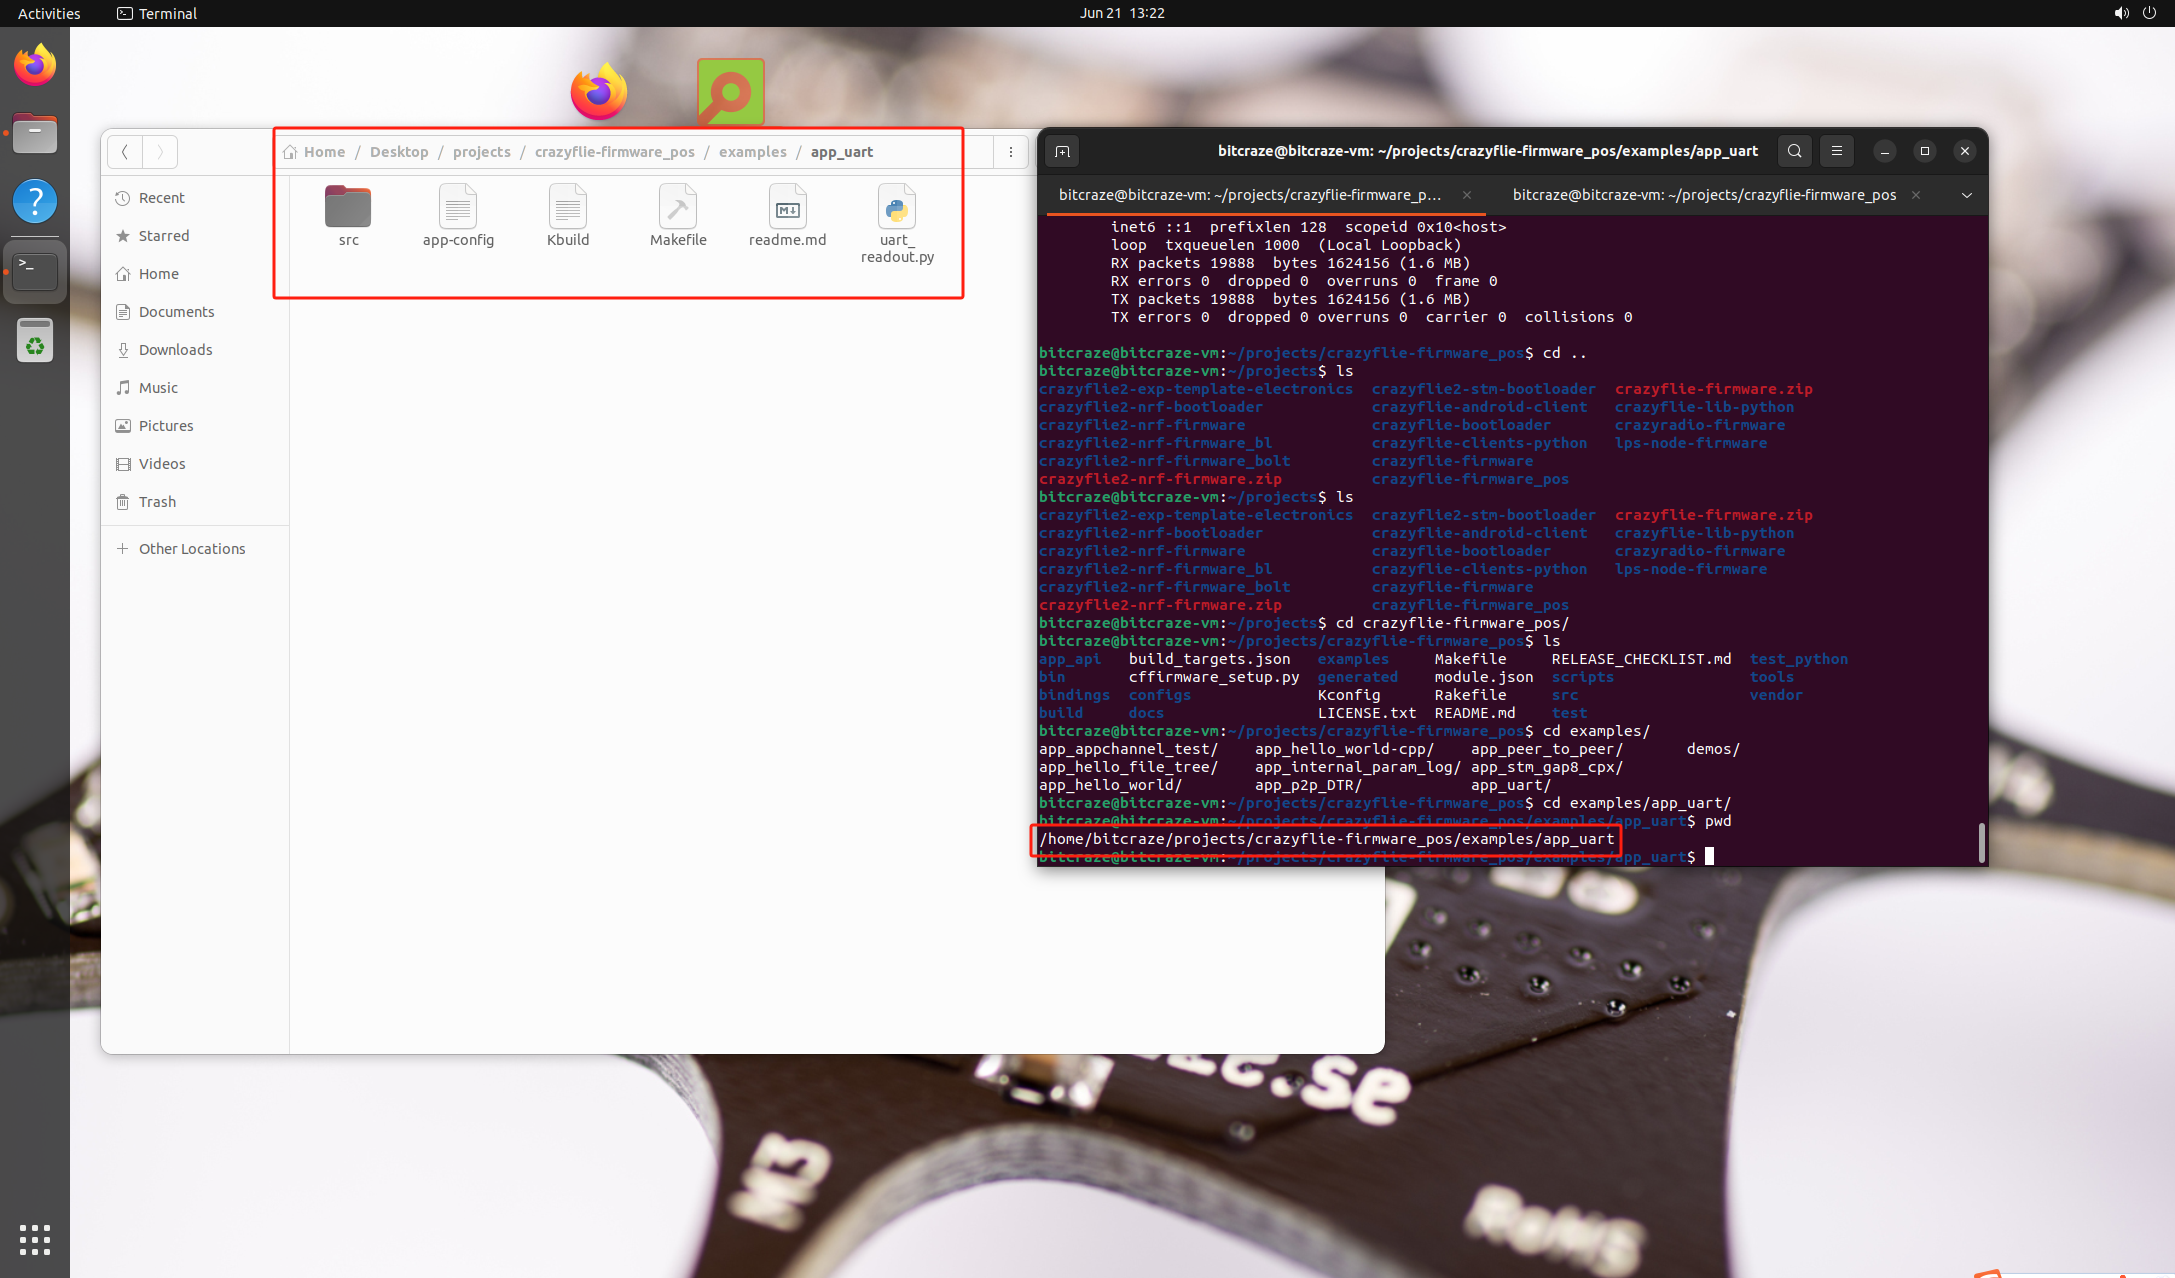 Activities Terminal Jun 21 13:22
Home / Desktop / projects / crazyflie-firmware_pos / examples / app_uart
Recent
Starred
Home
Documents
Downloads
Music
Pictures
Videos
Trash
Other Locations
src app-config Kbuild Makefile readme.md uart_
readout.py
bitcraze@bitcraze-vm: ~/projects/crazyflie-firmware_pos/examples/app_uart
bitcraze@bitcraze-vm: ~/projects/crazyflie-firmware_p... bitcraze@bitcraze-vm: ~/projects/crazyflie-firmware_pos
inet6 ::1  prefixlen 128  scopeid 0x10<host>
loop  txqueuelen 1000  (Local Loopback)
RX packets 19888  bytes 1624156 (1.6 MB)
RX errors 0  dropped 0  overruns 0  frame 0
TX packets 19888  bytes 1624156 (1.6 MB)
TX errors 0  dropped 0 overruns 0  carrier 0  collisions 0
bitcraze@bitcraze-vm:~/projects/crazyflie-firmware_pos$ cd ..
bitcraze@bitcraze-vm:~/projects$ ls
crazyflie2-exp-template-electronics  crazyflie2-stm-bootloader  crazyflie-firmware.zip
crazyflie2-nrf-bootloader  crazyflie-android-client  crazyflie-lib-python
crazyflie2-nrf-firmware  crazyflie-bootloader  crazyradio-firmware
crazyflie2-nrf-firmware_bl  crazyflie-clients-python  lps-node-firmware
crazyflie2-nrf-firmware_bolt  crazyflie-firmware
crazyflie2-nrf-firmware.zip  crazyflie-firmware_pos
bitcraze@bitcraze-vm:~/projects$ ls
crazyflie2-exp-template-electronics  crazyflie2-stm-bootloader  crazyflie-firmware.zip
crazyflie2-nrf-bootloader  crazyflie-android-client  crazyflie-lib-python
crazyflie2-nrf-firmware  crazyflie-bootloader  crazyradio-firmware
crazyflie2-nrf-firmware_bl  crazyflie-clients-python  lps-node-firmware
crazyflie2-nrf-firmware_bolt  crazyflie-firmware
crazyflie2-nrf-firmware.zip  crazyflie-firmware_pos
bitcraze@bitcraze-vm:~/projects$ cd crazyflie-firmware_pos/
bitcraze@bitcraze-vm:~/projects/crazyflie-firmware_pos$ ls
app_api  build_targets.json  examples  Makefile  RELEASE_CHECKLIST.md  test_python
bin  cffirmware_setup.py  generated  module.json  scripts  tools
bindings  configs  Kconfig  Rakefile  src  vendor
build  docs  LICENSE.txt  README.md  test
bitcraze@bitcraze-vm:~/projects/crazyflie-firmware_pos$ cd examples/
app_appchannel_test/  app_hello_world-cpp/  app_peer_to_peer/  demos/
app_hello_file_tree/  app_internal_param_log/  app_stm_gap8_cpx/
app_hello_world/  app_p2p_DTR/  app_uart/
bitcraze@bitcraze-vm:~/projects/crazyflie-firmware_pos$ cd examples/app_uart/
bitcraze@bitcraze-vm:~/projects/crazyflie-firmware_pos/examples/app_uart$ pwd
/home/bitcraze/projects/crazyflie-firmware_pos/examples/app_uart
bitcraze@bitcraze-vm:~/projects/crazyflie-firmware_pos/examples/app_uart$
M3